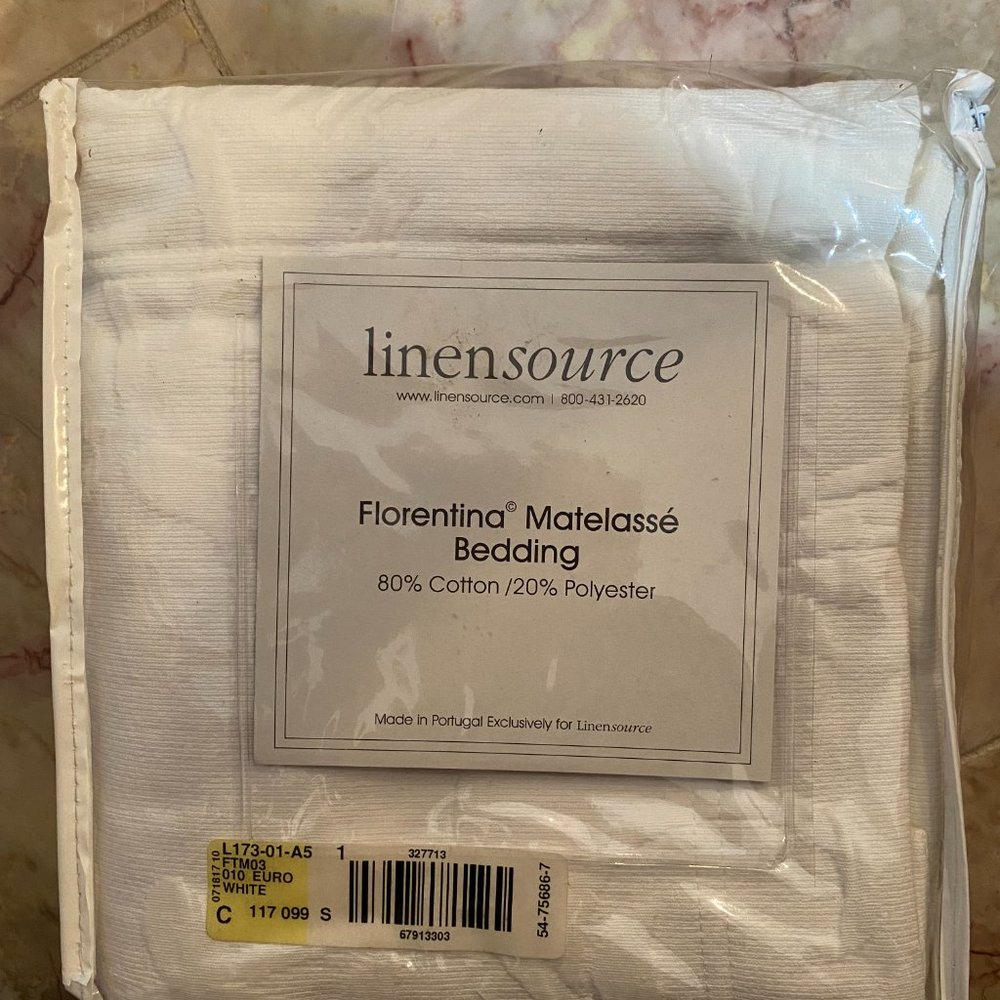 linensource
www.linensource.com | 800-431-2620
Florentina© Matelassé
Bedding
80% Cotton /20% Polyester
Made in Portugal Exclusively for Linensource
07181710
L173-01-A5 1
FTM03
010 EURO
WHITE
C 117 099 S
327713
67913303
54-75686-7